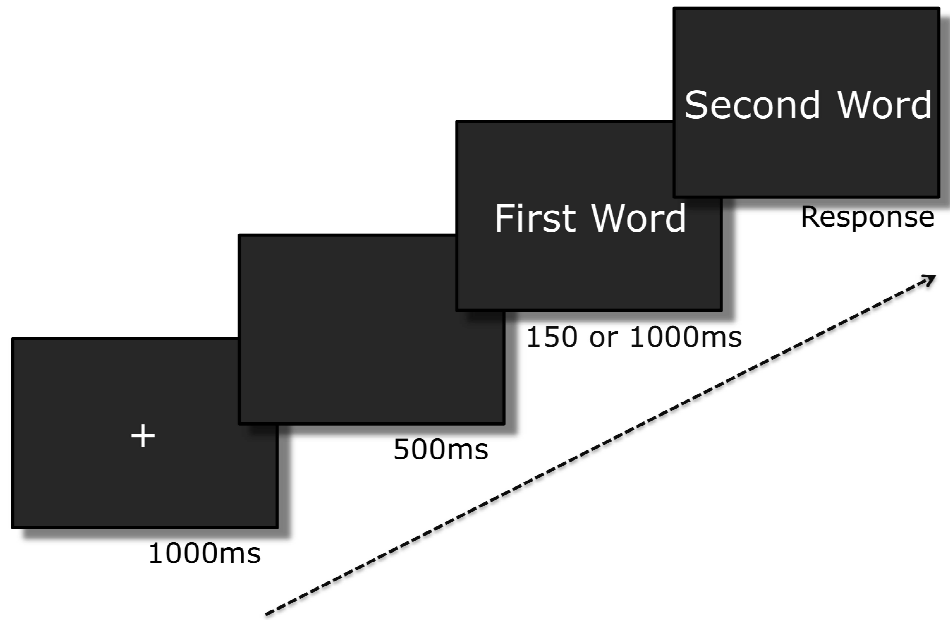 +
1000ms
500ms
First Word
150 or 1000ms
Second Word
Response